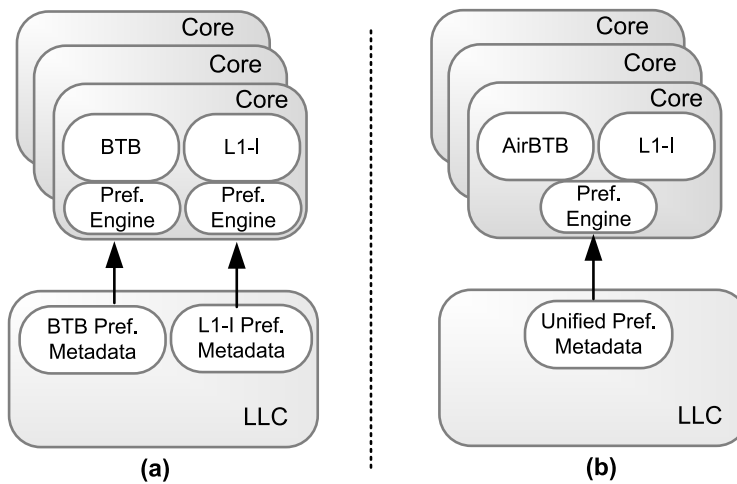 Core
Core
Core
BTB
L1-I
Pref.
Engine
Pref.
Engine
BTB Pref.
Metadata
L1-I Pref.
Metadata
LLC
(a)
Core
Core
Core
AirBTB
L1-I
Pref.
Engine
Unified Pref.
Metadata
LLC
(b)